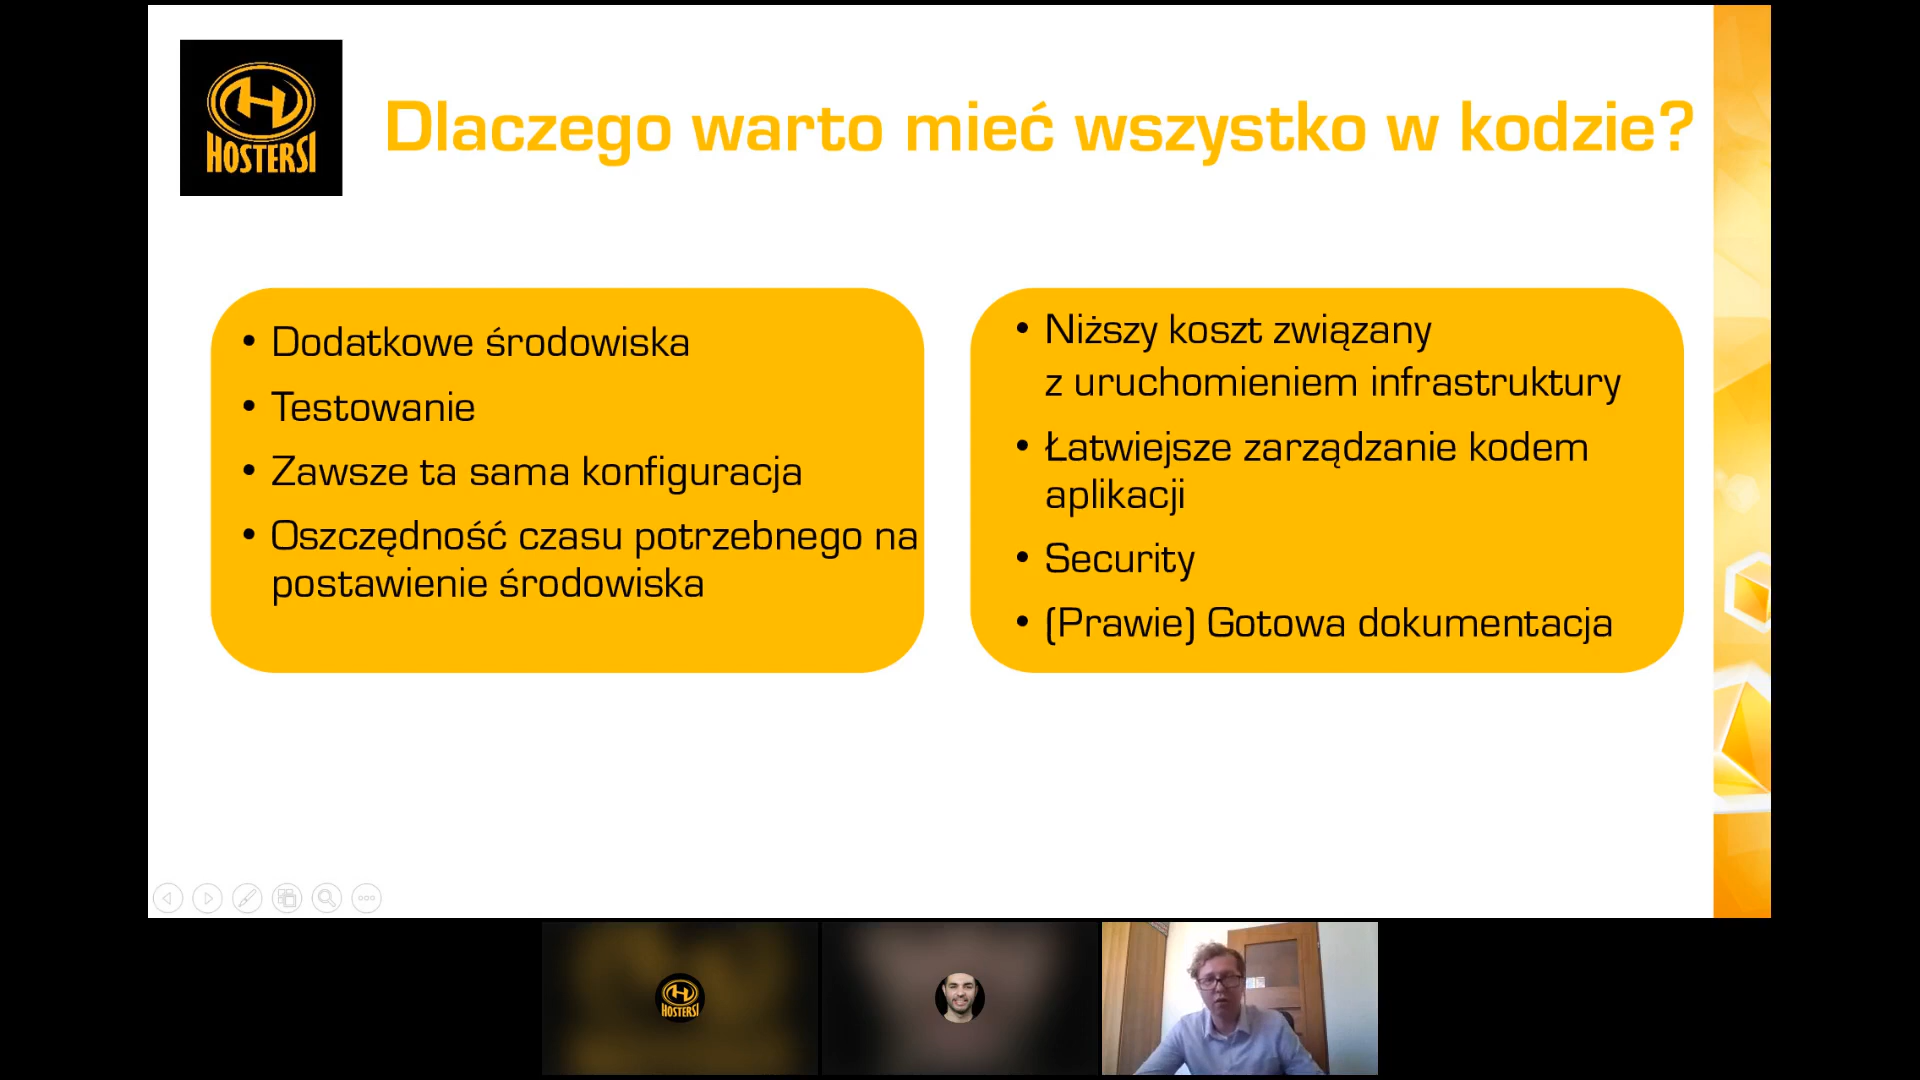 HOSTERSI
Dlaczego warto mieć wszystko w kodzie?
• Dodatkowe środowiska
• Testowanie
• Zawsze ta sama konfiguracja
• Oszczędność czasu potrzebnego na
postawienie środowiska
• Niższy koszt związany
z uruchomieniem infrastruktury
• Łatwiejsze zarządzanie kodem
aplikacji
• Security
• (Prawie) Gotowa dokumentacja
HOSTERSI